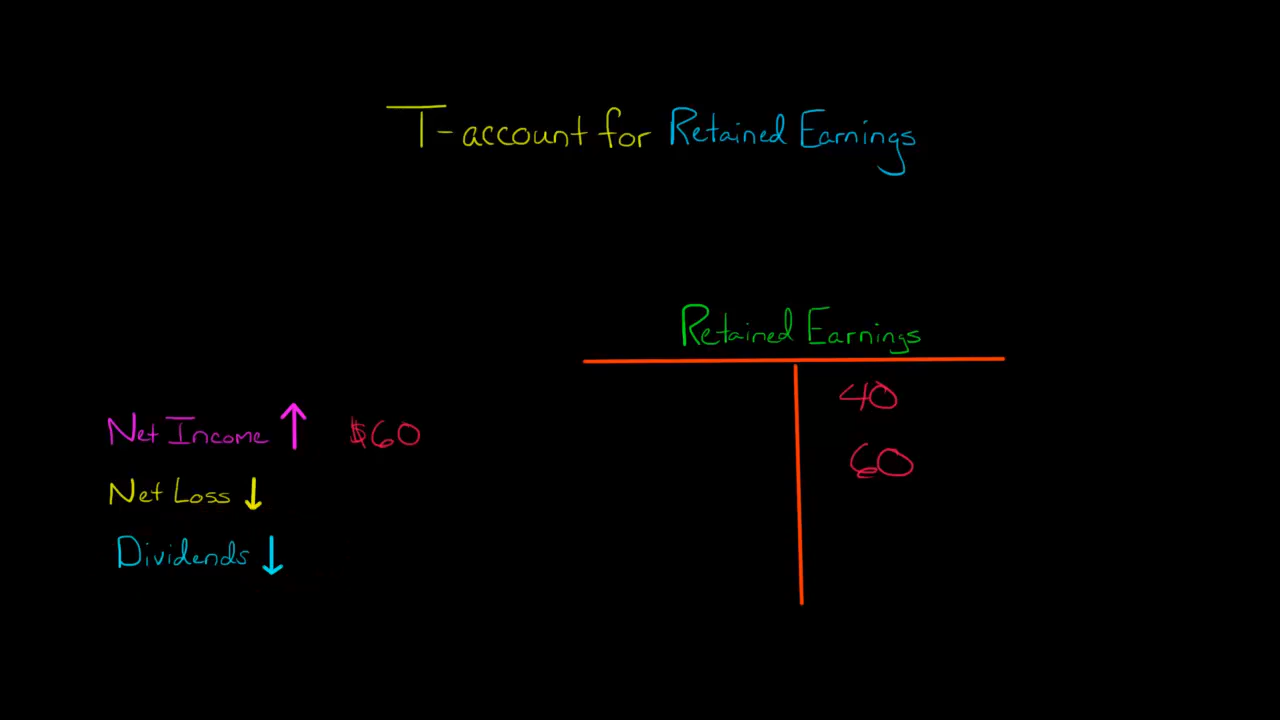 T-account for Retained Earnings
Retained Earnings
40
Net Income ↑ $60
60
Net Loss ↓
Dividends ↓